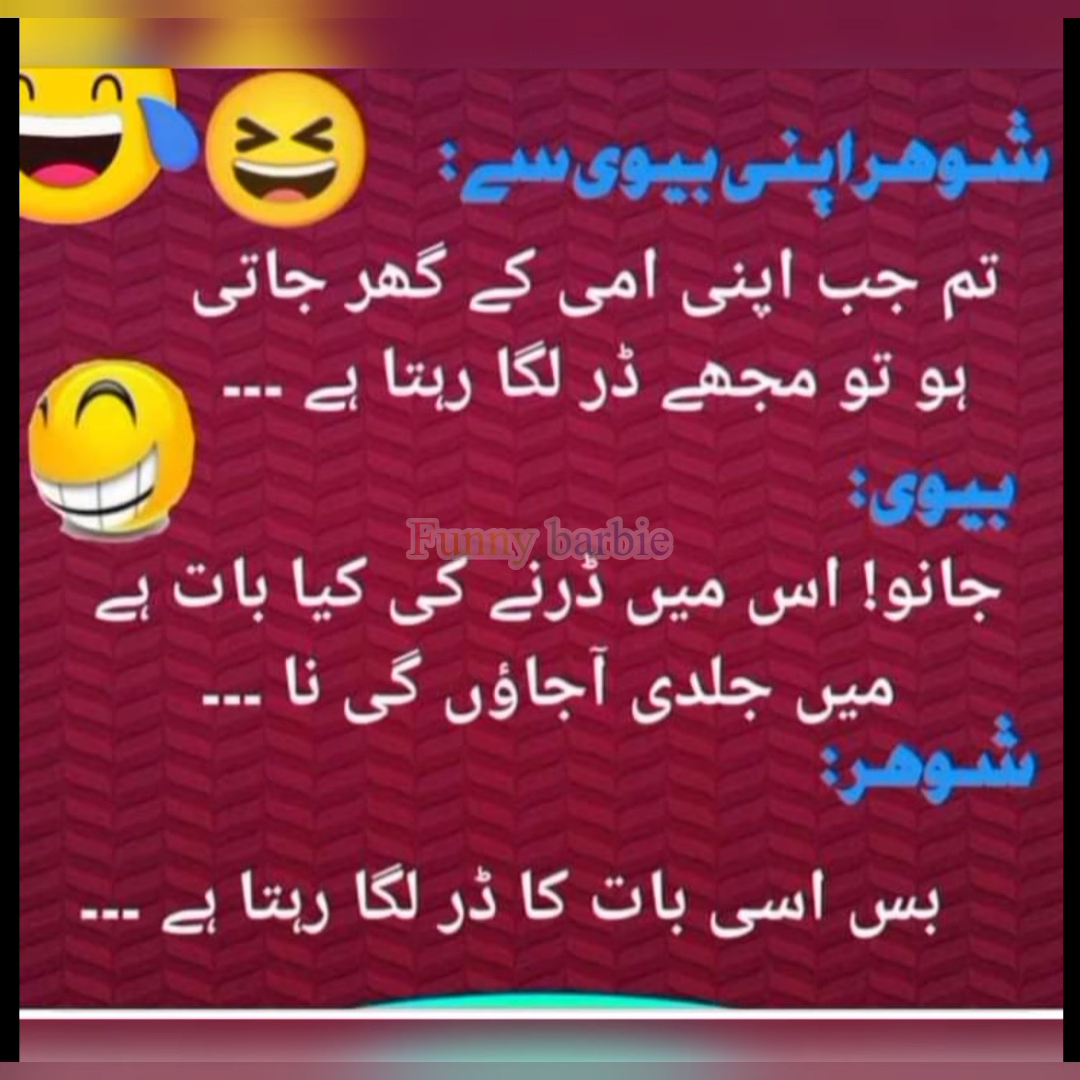 شوھر اپنی بیوی سے:
تم جب اپنی امی کے گھر جاتی
ہو تو مجھے ڈر لگا رہتا ہے ---
بیوی:
Funny barbie
جانو! اس میں ڈرنے کی کیا بات ہے
میں جلدی آجاؤں گی نا ---
شوھر:
بس اسی بات کا ڈر لگا رہتا ہے ---